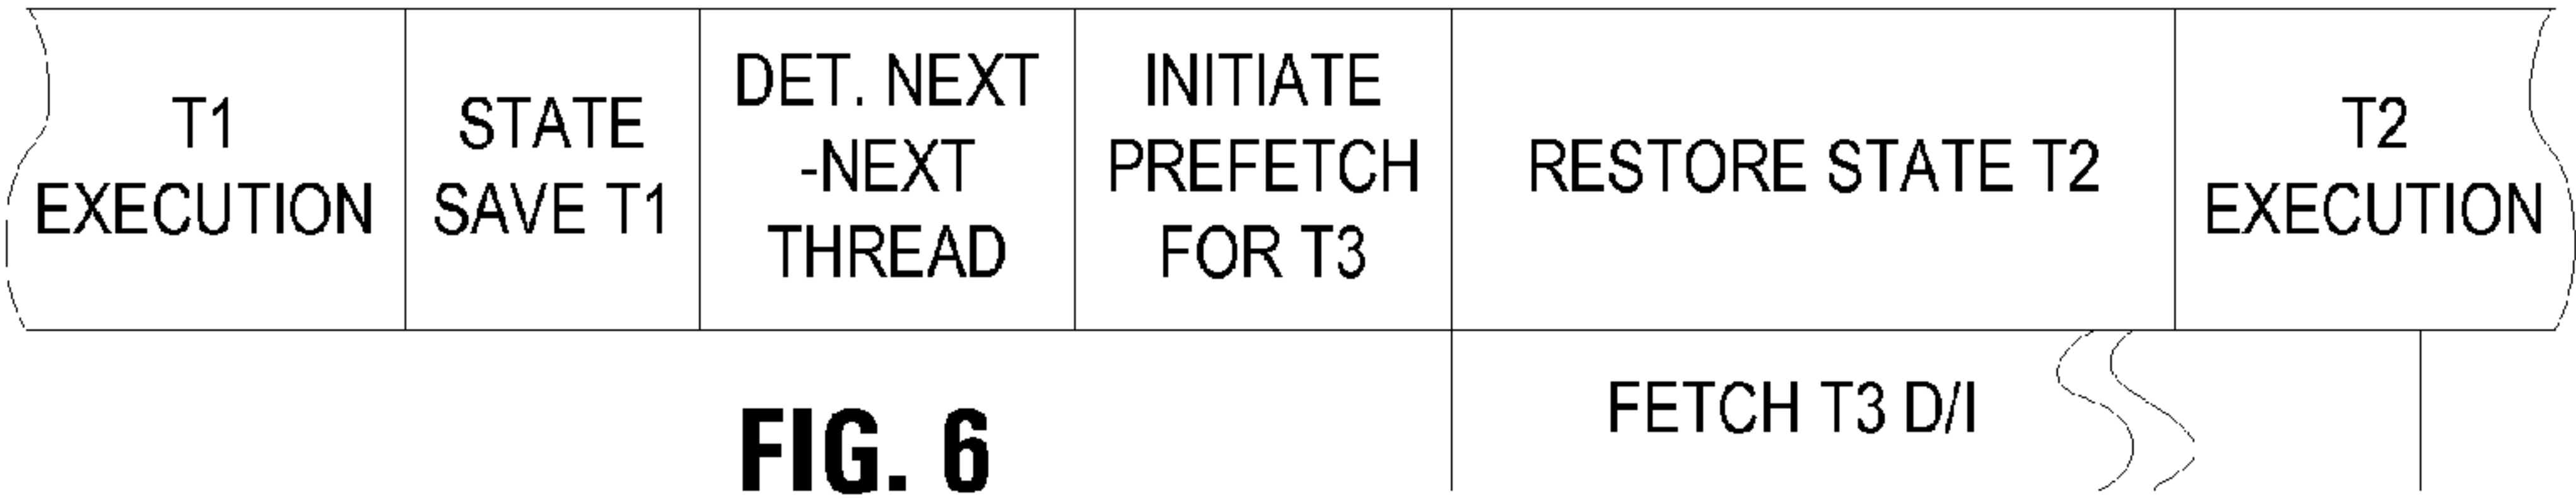 T1
EXECUTION
STATE
SAVE T1
DET. NEXT
-NEXT
THREAD
INITIATE
PREFETCH
FOR T3
RESTORE STATE T2
T2
EXECUTION
FETCH T3 D/I
FIG. 6